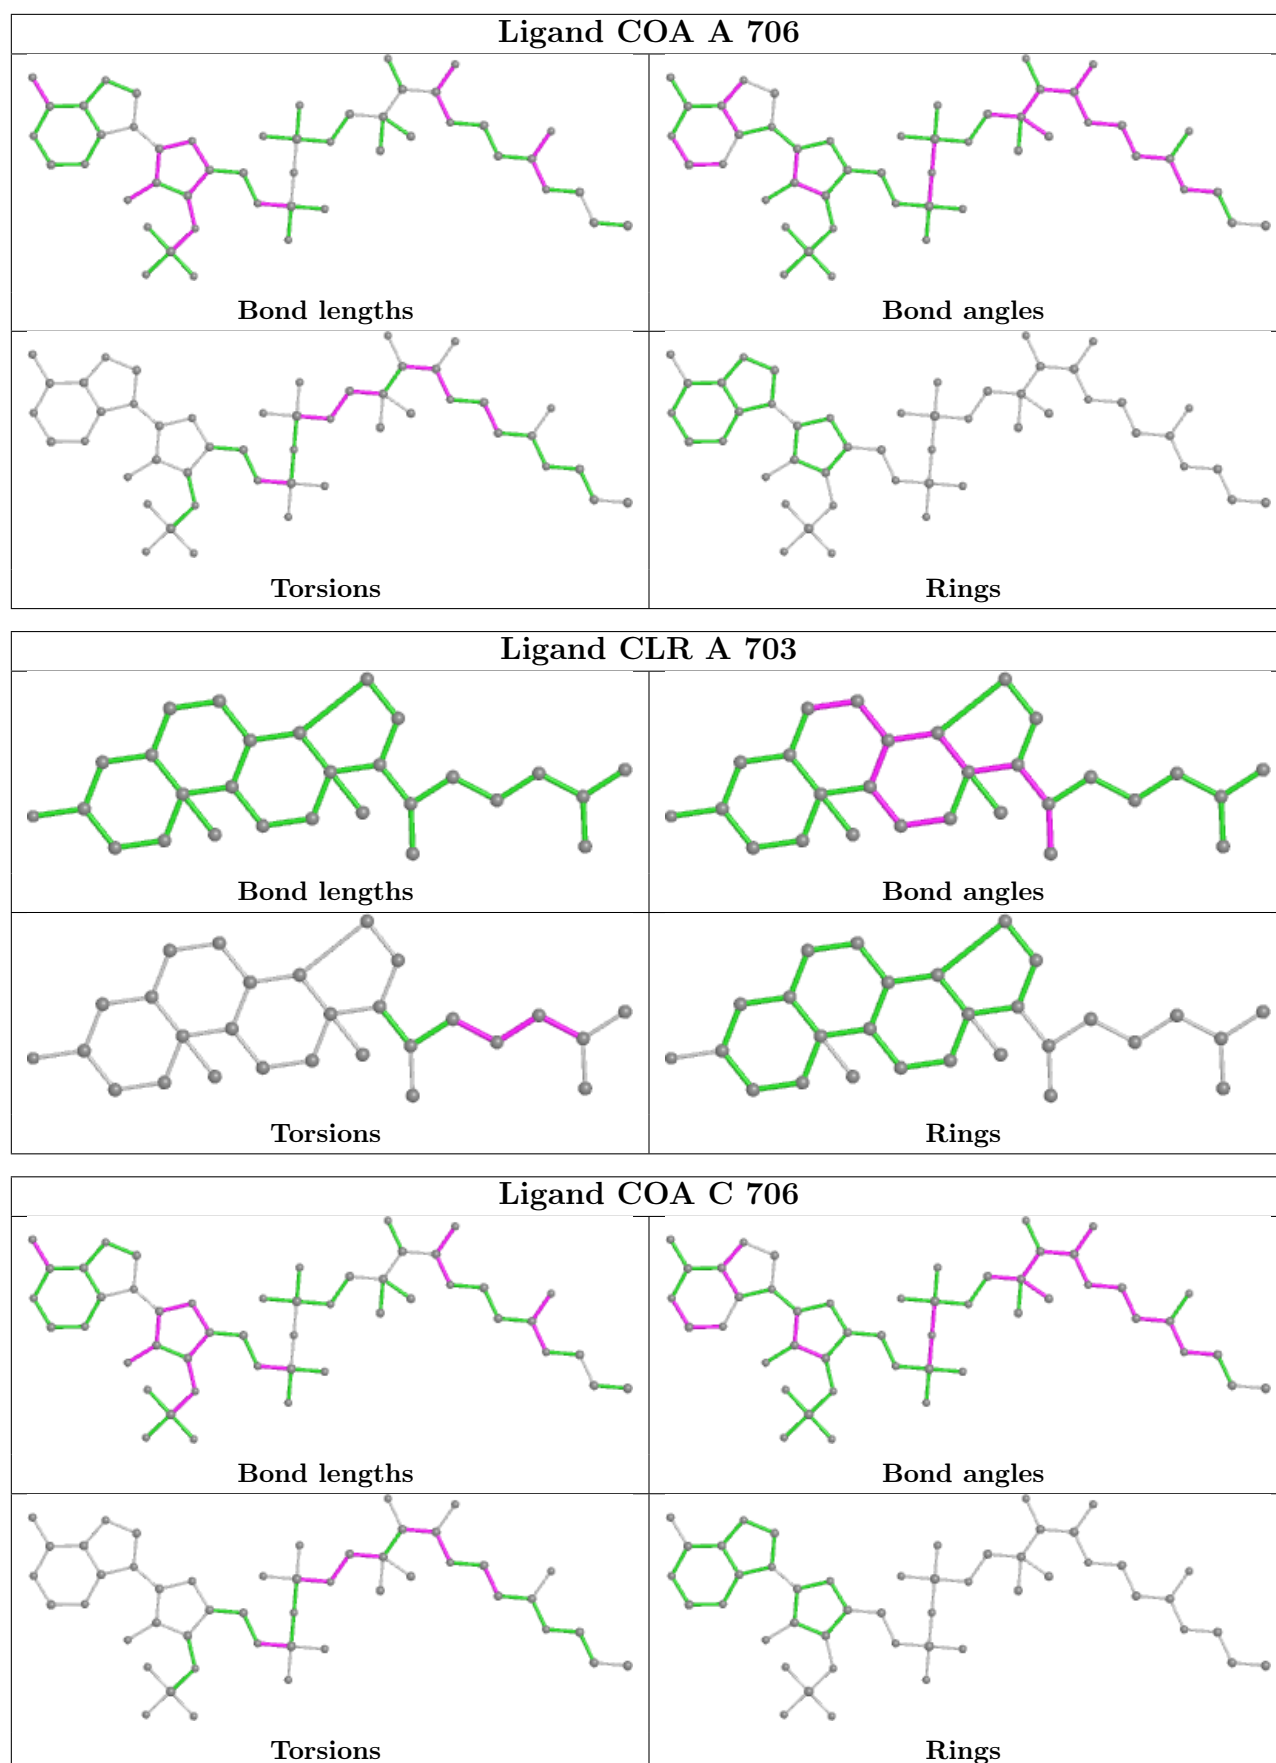 Ligand COA A 706
Bond lengths
Bond angles
Torsions
Rings
Ligand CLR A 703
Bond lengths
Bond angles
Torsions
Rings
Ligand COA C 706
Bond lengths
Bond angles
Torsions
Rings